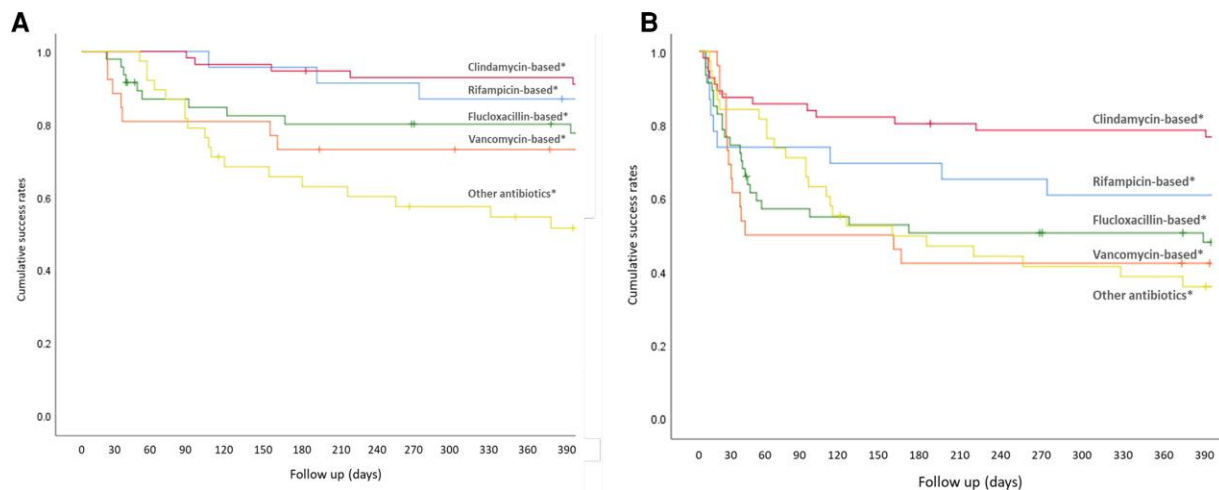 A
Cumulative success rates
1.0
0.8
0.6
0.4
0.2
0.0
Clindamycin-based*
Rifampicin-based*
Flucloxacillin-based*
Vancomycin-based*
Other antibiotics*
0 30 60 90 120 150 180 210 240 270 300 330 360 390
Follow up (days)
B
Cumulative success rates
1.0
0.8
0.6
0.4
0.2
0.0
Clindamycin-based*
Rifampicin-based*
Flucloxacillin-based*
Vancomycin-based*
Other antibiotics*
0 30 60 90 120 150 180 210 240 270 300 330 360 390
Follow up (days)